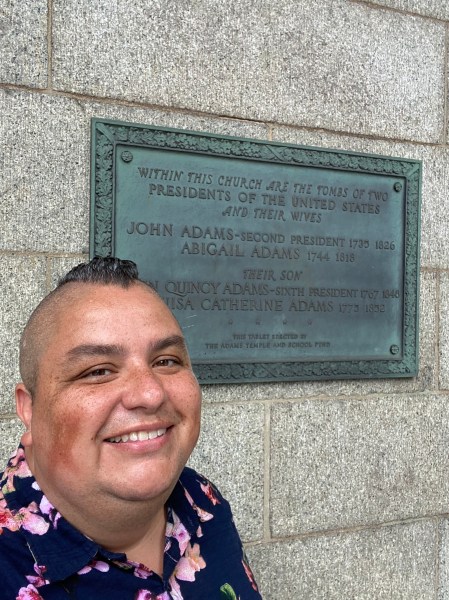 WITHIN THIS CHURCH ARE THE TOMBS OF TWO
PRESIDENTS OF THE UNITED STATES
AND THEIR WIVES
JOHN ADAMS-SECOND PRESIDENT 1735 1826
ABIGAIL ADAMS 1744 1818
THEIR SON
N QUINCY ADAMS-SIXTH PRESIDENT 1767 1848
UISA CATHERINE ADAMS 1775 1852
THIS TABLET ERECTED BY
THE ADAMS TEMPLE AND SCHOOL FUND